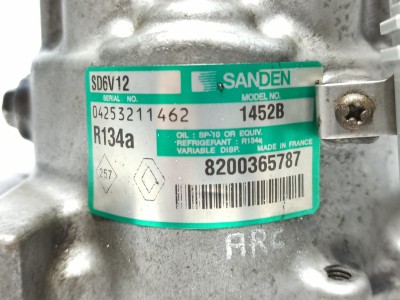 SD6V12 SANDEN
SERIAL NO. MODEL NO.
04253211462 1452B
R134a
OIL : SP-10 OR EQUIV.
REFRIGERANT : R134a
VARIABLE DISP. MADE IN FRANCE
8200365787
257
ARC